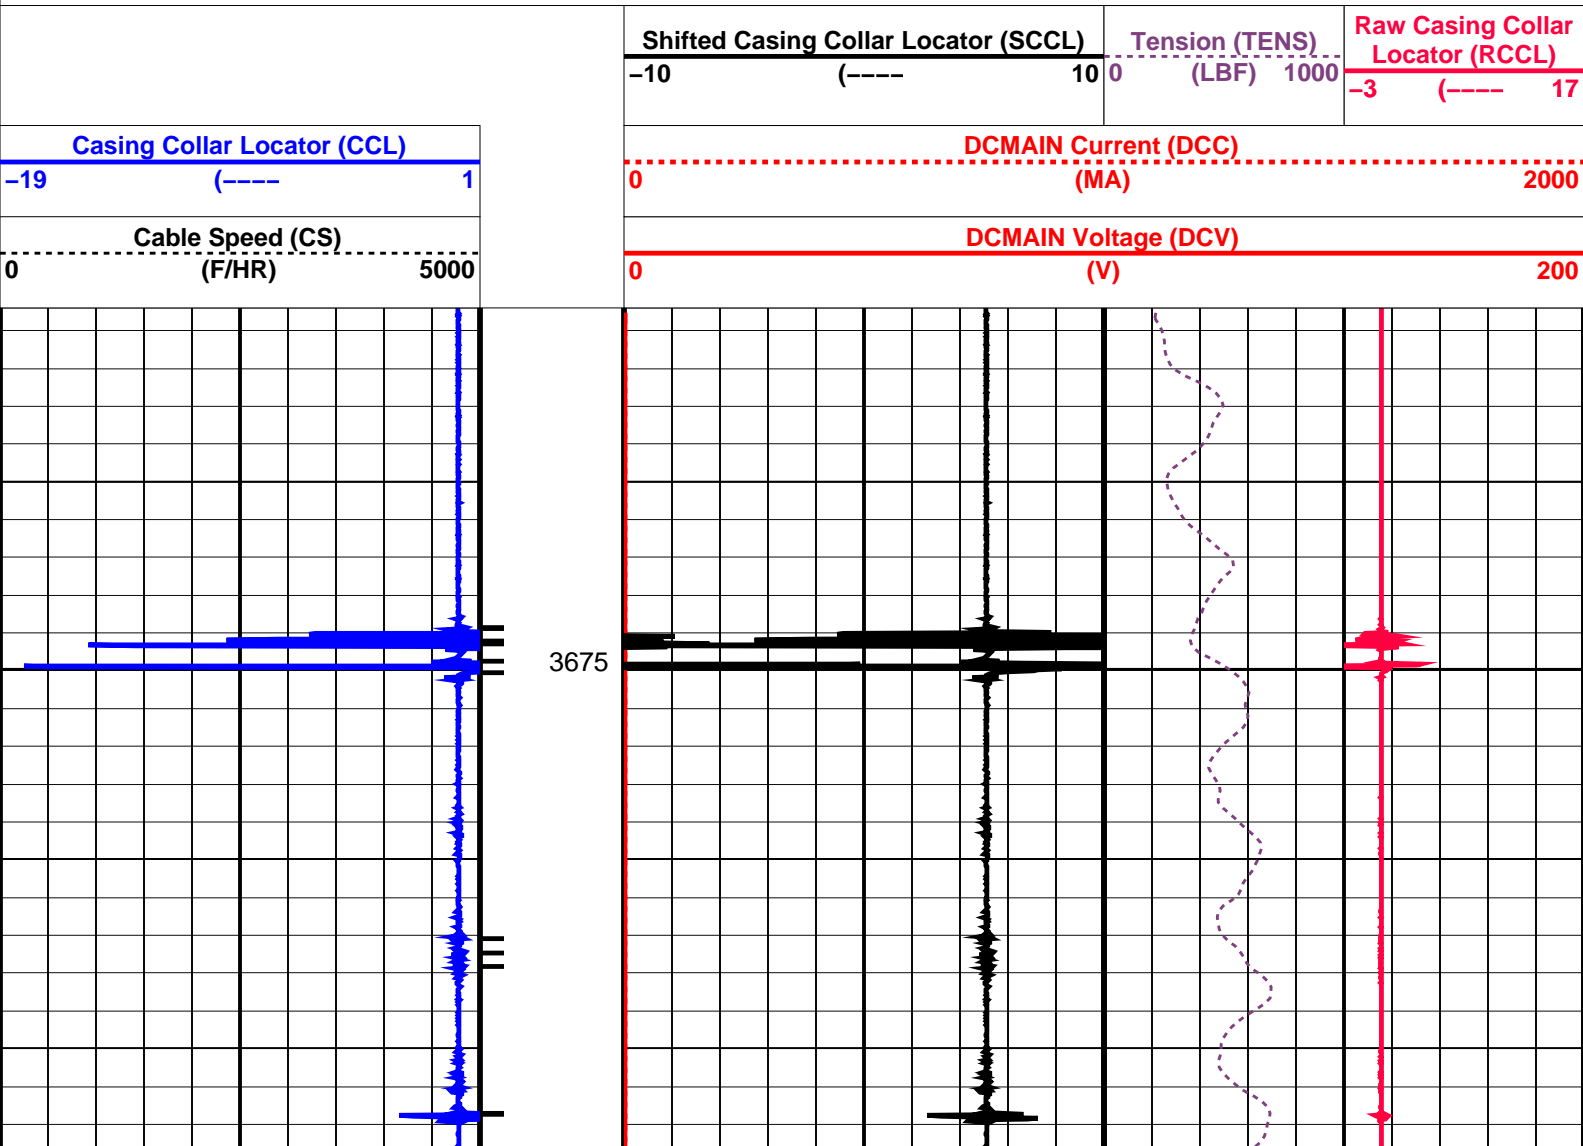 Shifted Casing Collar Locator (SCCL)
−10 (−−−− 10
Tension (TENS)
0 (LBF) 1000
Raw Casing Collar
Locator (RCCL)
−3 (−−−− 17
Casing Collar Locator (CCL)
−19 (−−−− 1
DCMAIN Current (DCC)
0 (MA) 2000
Cable Speed (CS)
0 (F/HR) 5000
DCMAIN Voltage (DCV)
0 (V) 200
3675